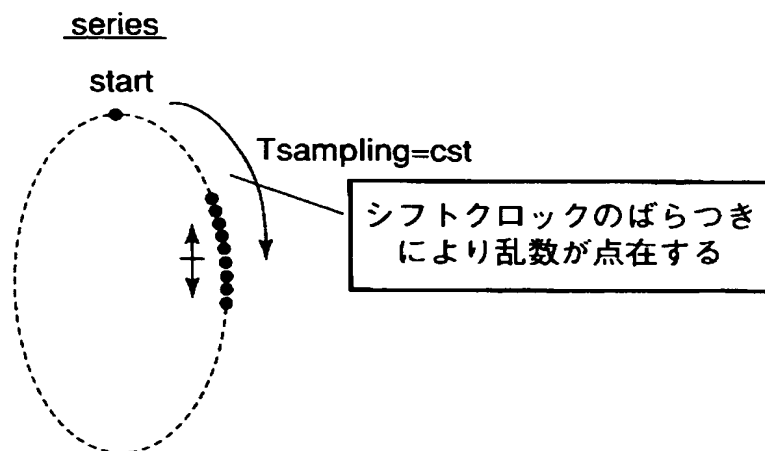 series
start
Tsampling=cst
シフトクロックのばらつき
により乱数が点在する